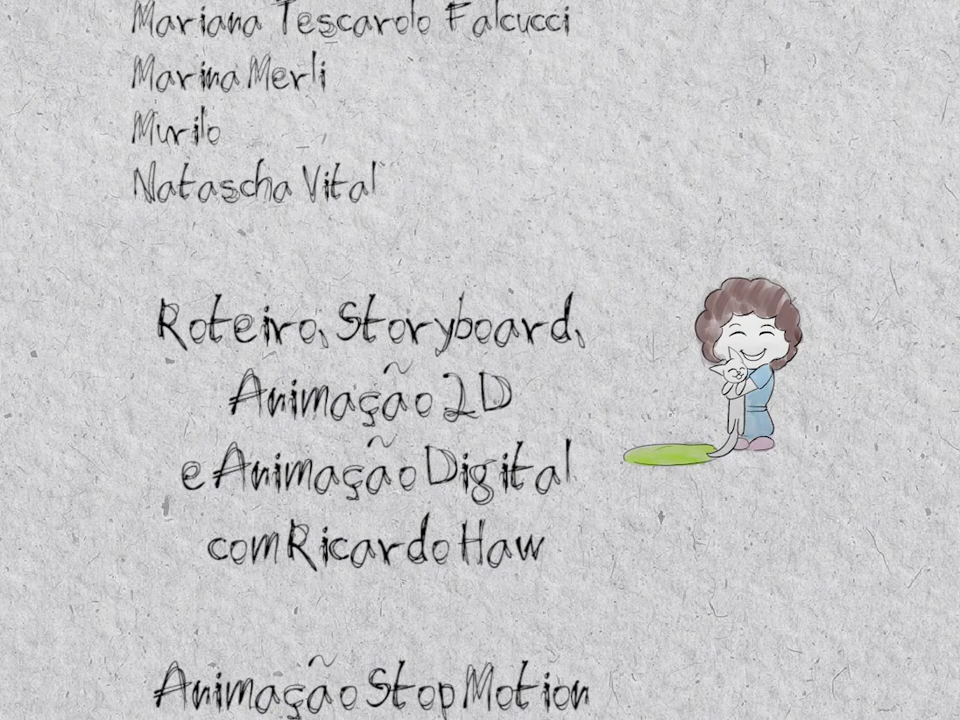 Mariana Tescarolo Falcucci
Marina Merli
Murilo
Natascha Vital
Roteiro, Storyboard,
Animação 2D
e Animação Digital
com Ricardo Haw
Animação Stop Motion